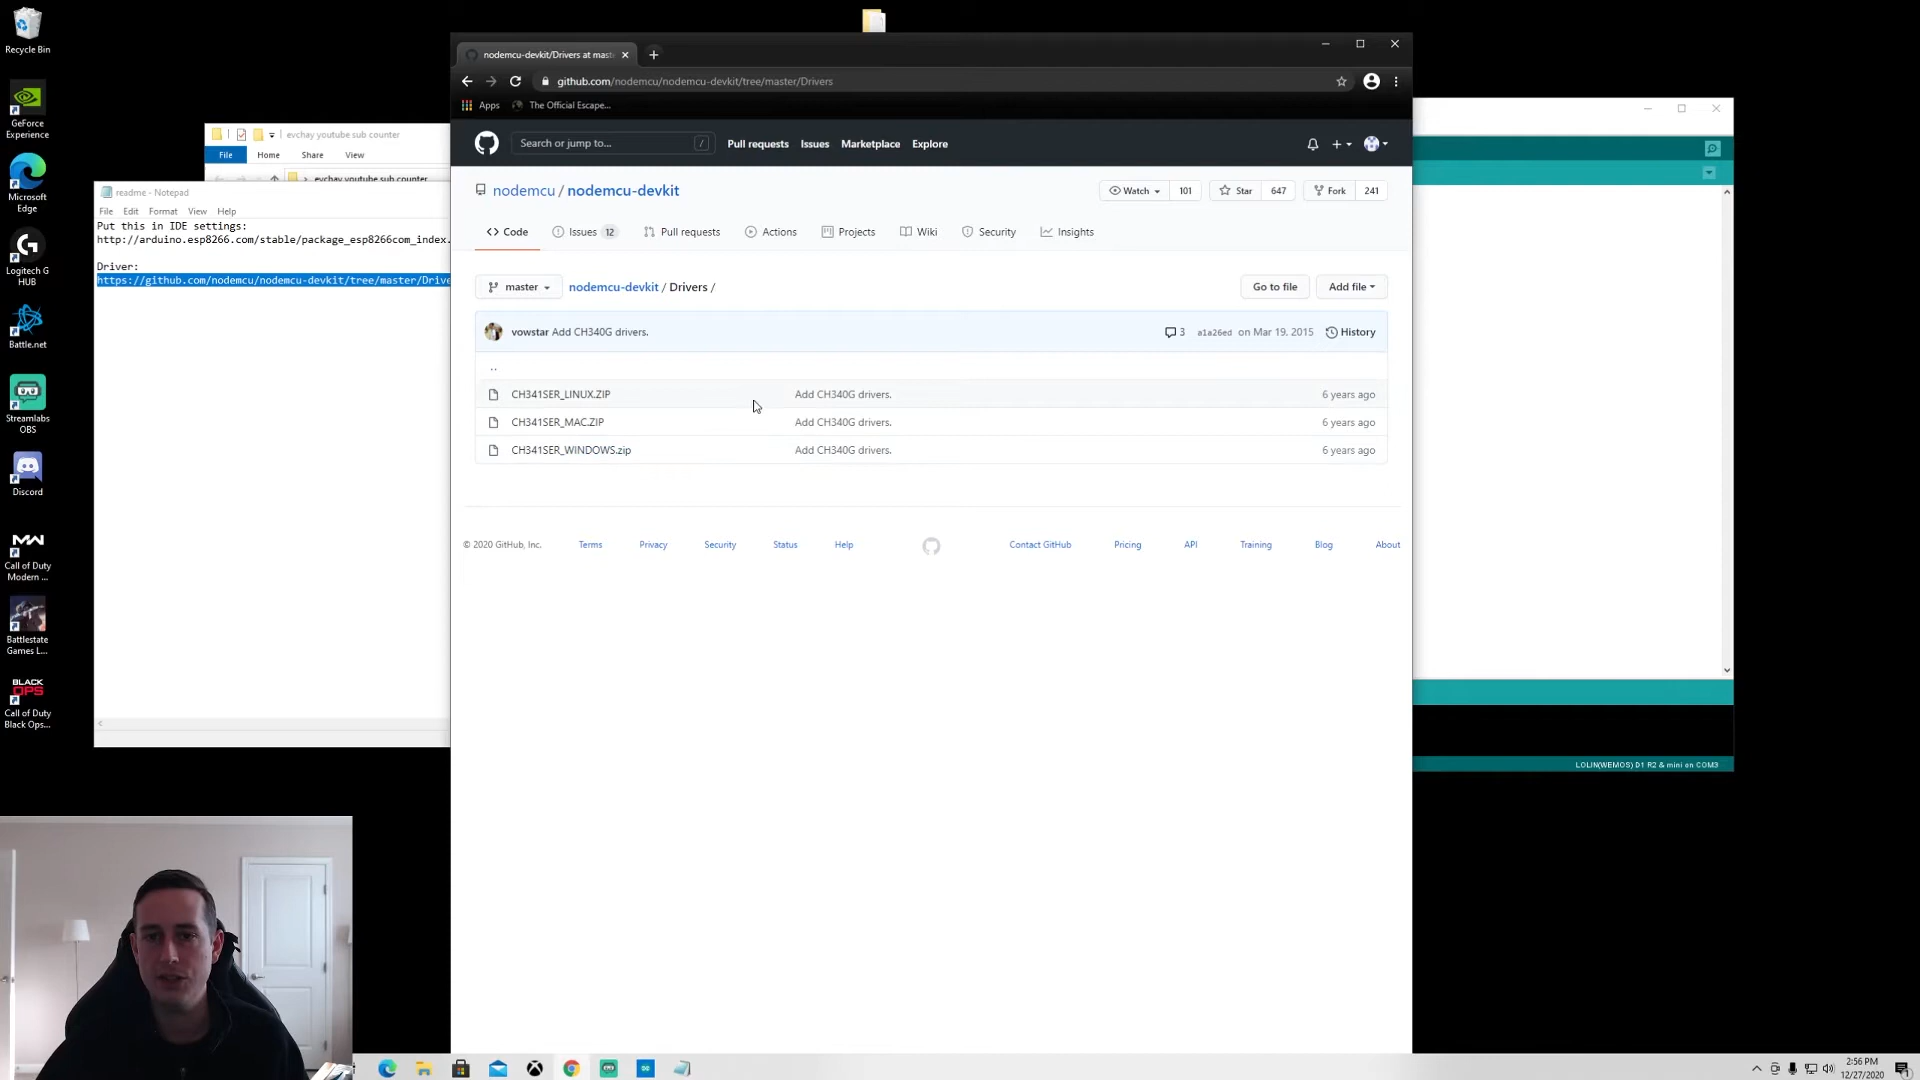 Recycle Bin
GeForce
Experience
Microsoft
Edge
Logitech G
HUB
Battle.net
Streamlabs
OBS
Discord
Call of Duty
Modern ...
Battlestate
Games L...
BLACK
OPS
Call of Duty
Black Ops...
evchay youtube sub counter
File Home Share View
evchay youtube sub counter
readme - Notepad
File Edit Format View Help
Put this in IDE settings:
http://arduino.esp8266.com/stable/package_esp8266com_index.
Driver:
https://github.com/nodemcu/nodemcu-devkit/tree/master/Drive
nodemcu-devkit/Drivers at mast
github.com/nodemcu/nodemcu-devkit/tree/master/Drivers
Apps The Official Escape...
Search or jump to... / Pull requests Issues Marketplace Explore
nodemcu / nodemcu-devkit
Watch 101 Star 647 Fork 241
Code Issues 12 Pull requests Actions Projects Wiki Security Insights
master nodemcu-devkit / Drivers / Go to file Add file
vowstar Add CH340G drivers. 3 a1a26ed on Mar 19, 2015 History
..
CH341SER_LINUX.ZIP Add CH340G drivers. 6 years ago
CH341SER_MAC.ZIP Add CH340G drivers. 6 years ago
CH341SER_WINDOWS.zip Add CH340G drivers. 6 years ago
© 2020 GitHub, Inc. Terms Privacy Security Status Help Contact GitHub Pricing API Training Blog About
LOLIN(WEMOS) D1 R2 & mini on COM3
2:56 PM
12/27/2020